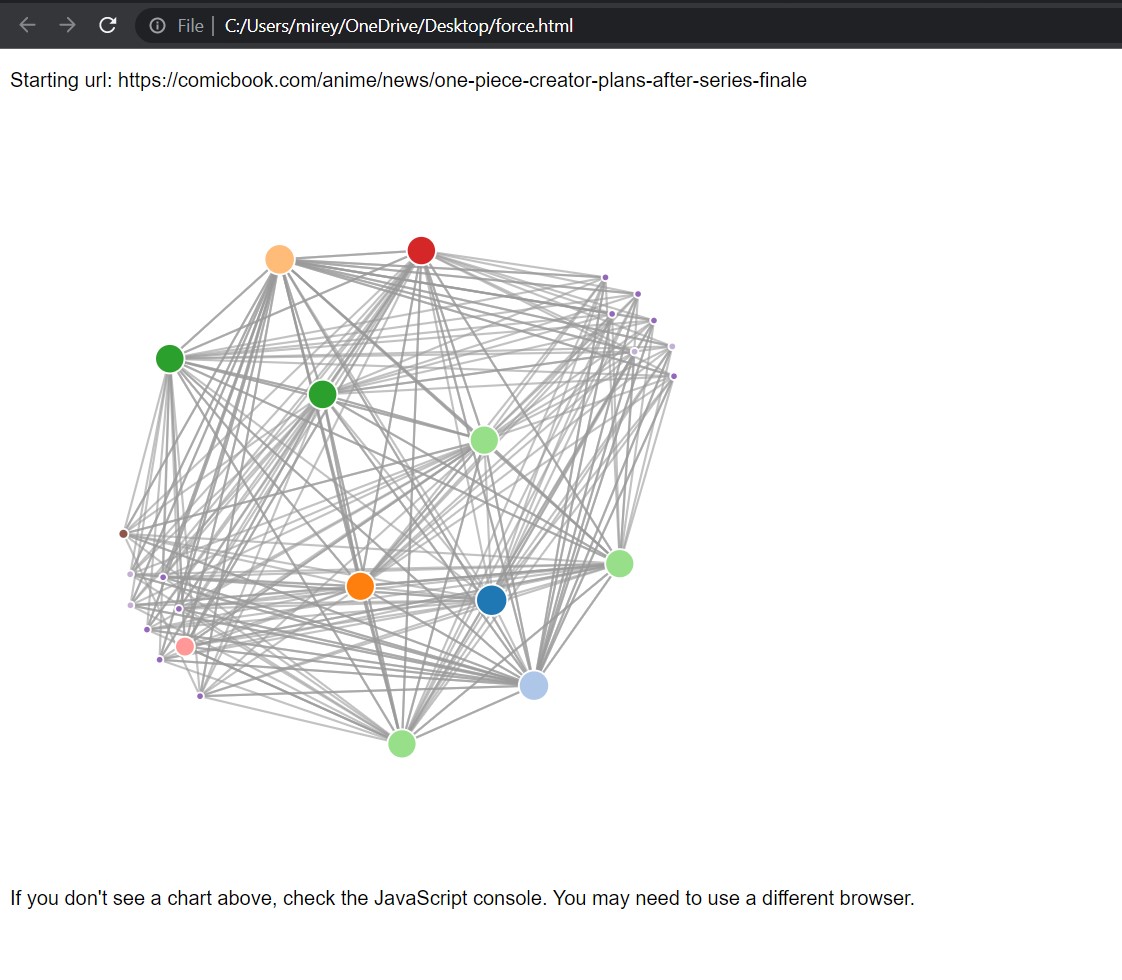 File C:/Users/mirey/OneDrive/Desktop/force.html
Starting url: https://comicbook.com/anime/news/one-piece-creator-plans-after-series-finale
If you don't see a chart above, check the JavaScript console. You may need to use a different browser.